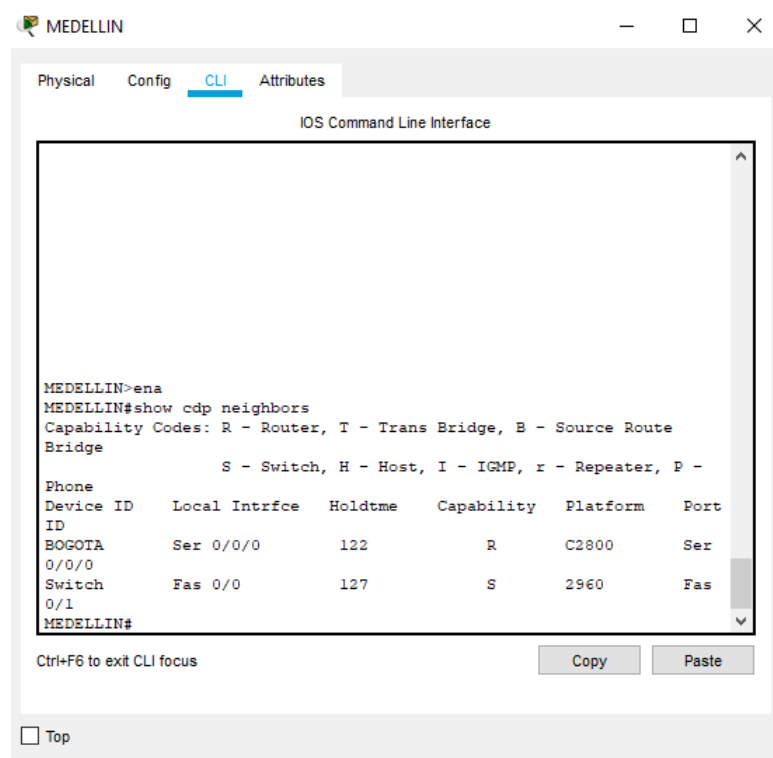 MEDELLIN
Physical Config CLI Attributes
IOS Command Line Interface
MEDELLIN>ena
MEDELLIN#show cdp neighbors
Capability Codes: R - Router, T - Trans Bridge, B - Source Route
Bridge
S - Switch, H - Host, I - IGMP, r - Repeater, P -
Phone
Device ID Local Intrfce Holdtme Capability Platform Port
ID
BOGOTA Ser 0/0/0 122 R C2800 Ser
0/0/0
Switch Fas 0/0 127 S 2960 Fas
0/1
MEDELLIN#
Ctrl+F6 to exit CLI focus
Copy Paste
Top